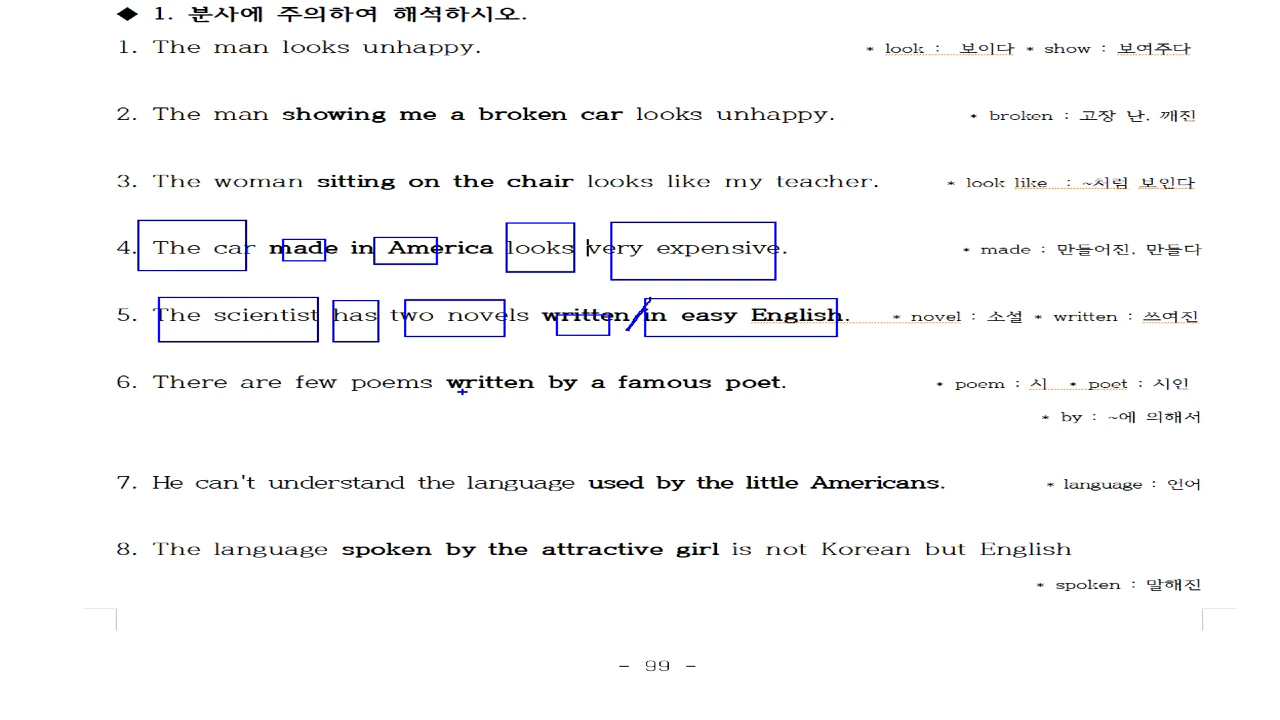 ◆ 1. 분사에 주의하여 해석하시오.
1. The man looks unhappy. * look : 보이다 * show : 보여주다
2. The man showing me a broken car looks unhappy. * broken : 고장 난, 깨진
3. The woman sitting on the chair looks like my teacher. * look like : ~처럼 보인다
4. The car made in America looks very expensive. * made : 만들어진, 만들다
5. The scientist has two novels written in easy English. * novel : 소설 * written : 쓰여진
6. There are few poems written by a famous poet. * poem : 시 * poet : 시인
* by : ~에 의해서
7. He can't understand the language used by the little Americans. * language : 언어
8. The language spoken by the attractive girl is not Korean but English
* spoken : 말해진
- 99 -